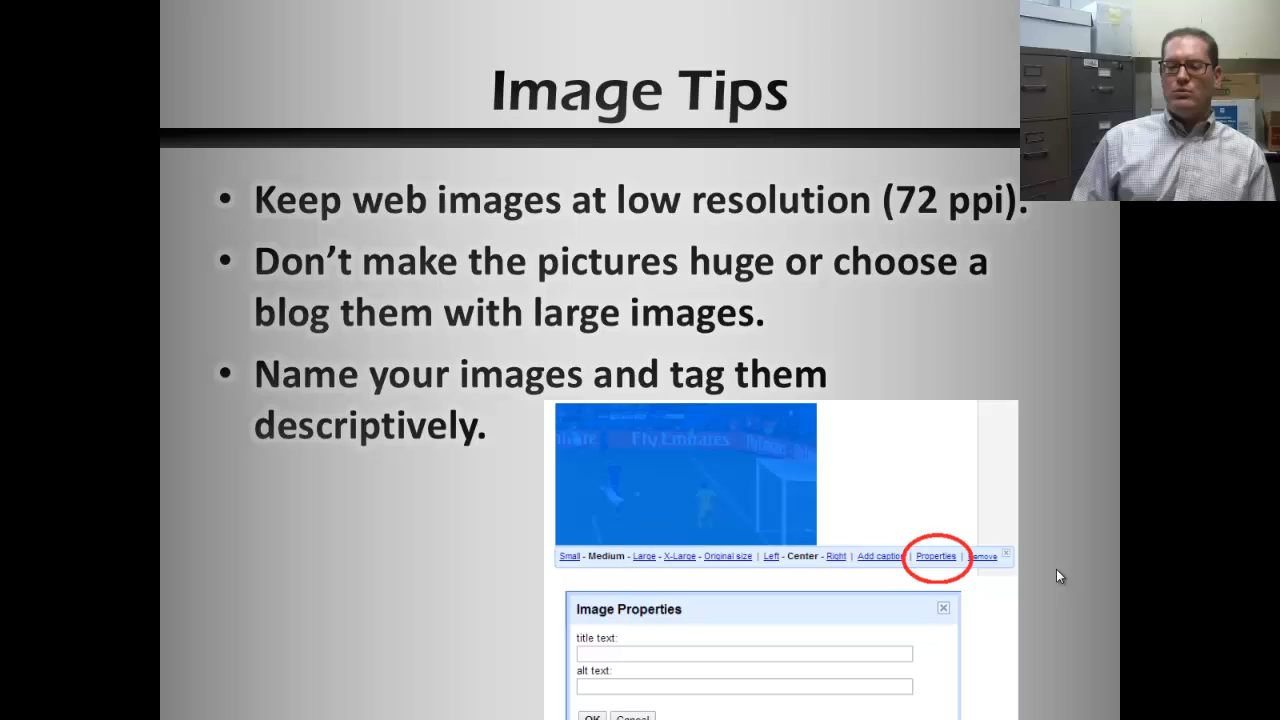 Image Tips
• Keep web images at low resolution (72 ppi).
• Don't make the pictures huge or choose a
blog them with large images.
• Name your images and tag them
descriptively.
Fly Emirates
Small - Medium - Large - X-Large - Original size | Left - Center - Right | Add caption | Properties | Remove
Image Properties
title text:
alt text:
OK Cancel